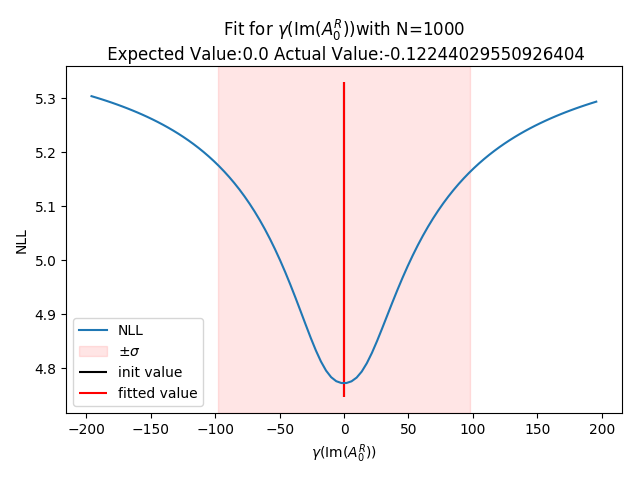 Fit for γ(Im(A₀ᴿ))with N=1000
Expected Value:0.0 Actual Value:-0.12244029550926404
NLL
5.3
5.2
5.1
5.0
4.9
4.8
NLL
±σ
init value
fitted value
−200 −150 −100 −50 0 50 100 150 200
γ(Im(A₀ᴿ))